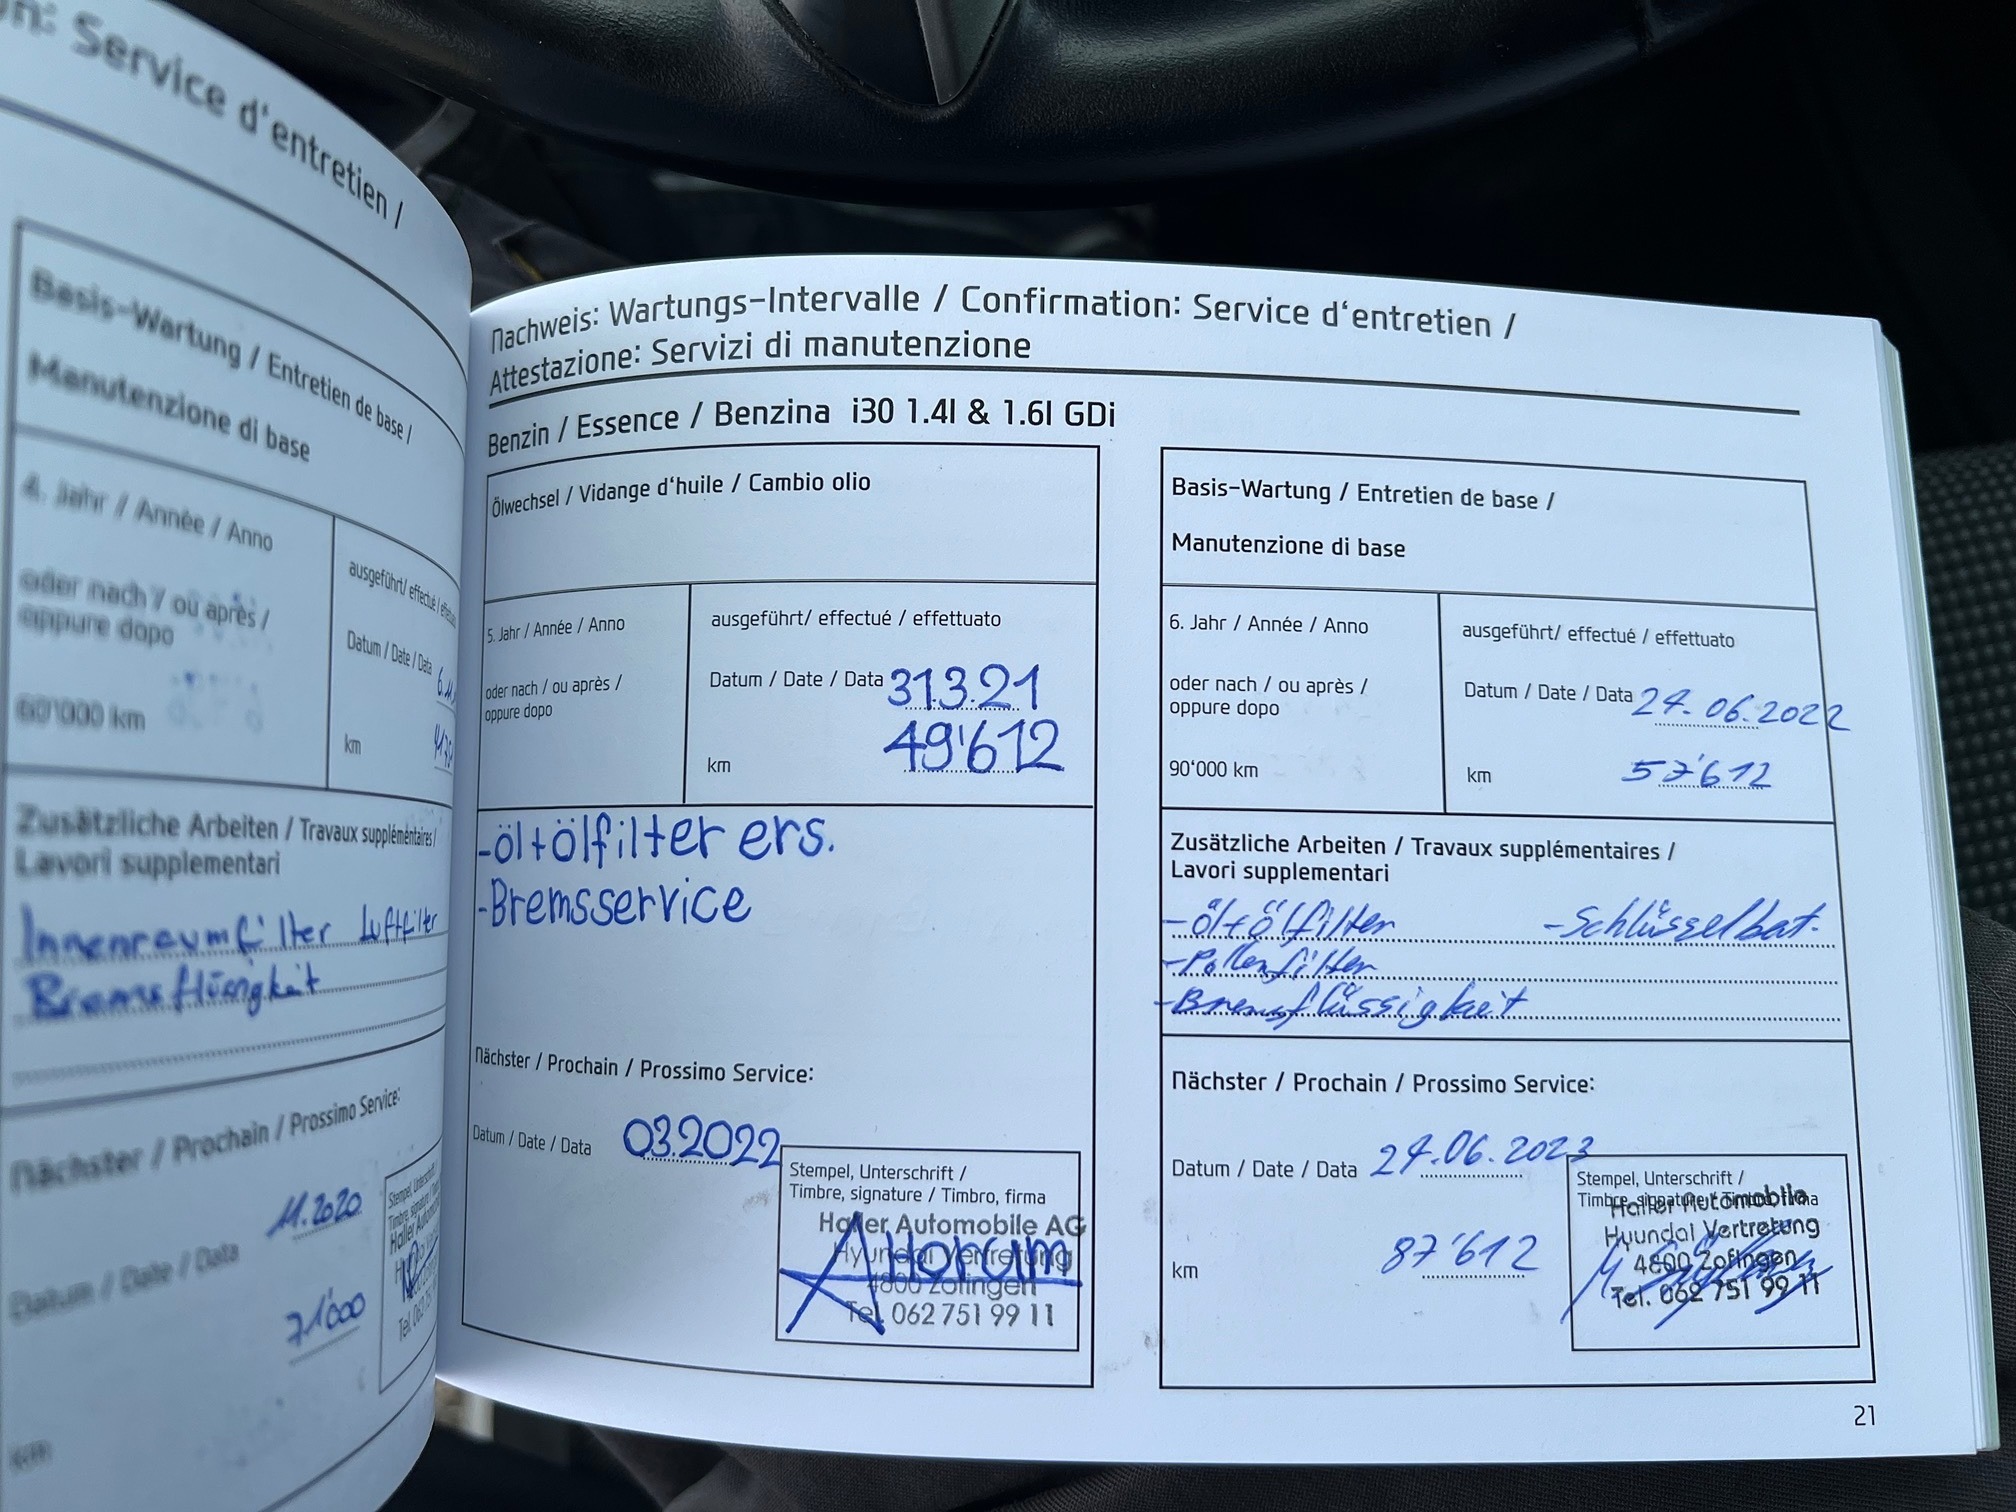 on: Service d'entretien /
Basis-Wartung / Entretien de base /
Manutenzione di base
4. Jahr / Année / Anno
oder nach / ou après /
oppure dopo
60'000 km
ausgeführt/ effectué /
Datum / Date / Data
km
Zusätzliche Arbeiten / Travaux supplémentaires/
Lavori supplementari
Innenraumfilter Luftfilter
Bremsflüssigkeit
Nächster / Prochain / Prossimo Service:
Datum / Date / Data 11.2020
71'000
km
Nachweis: Wartungs-Intervalle / Confirmation: Service d'entretien /
Attestazione: Servizi di manutenzione
Benzin / Essence / Benzina i30 1.4l & 1.6l GDi
Ölwechsel / Vidange d'huile / Cambio olio
5. Jahr / Année / Anno
oder nach / ou après /
oppure dopo
ausgeführt/ effectué / effettuato
Datum / Date / Data 31.3.21
km 49'612
-öl+ölfilter ers.
-Bremsservice
Nächster / Prochain / Prossimo Service:
Datum / Date / Data 03.2022
Stempel, Unterschrift /
Timbre, signature / Timbro, firma
Haller Automobile AG
Hyundai Vertretung
4800 Zofingen
Tel. 062 751 99 11
Basis-Wartung / Entretien de base /
Manutenzione di base
6. Jahr / Année / Anno
oder nach / ou après /
oppure dopo
90'000 km
ausgeführt/ effectué / effettuato
Datum / Date / Data 24.06.2022
km 57'612
Zusätzliche Arbeiten / Travaux supplémentaires /
Lavori supplementari
-öl+ölfilter -Schlüsselbat.
-Pollenfilter
-Bremsflüssigkeit
Nächster / Prochain / Prossimo Service:
Datum / Date / Data 24.06.2023
km 87'612
Stempel, Unterschrift /
Timbre, signature / Timbro, firma
Haller Automobile
Hyundai Vertretung
4800 Zofingen
Tel. 062 751 99 11
21